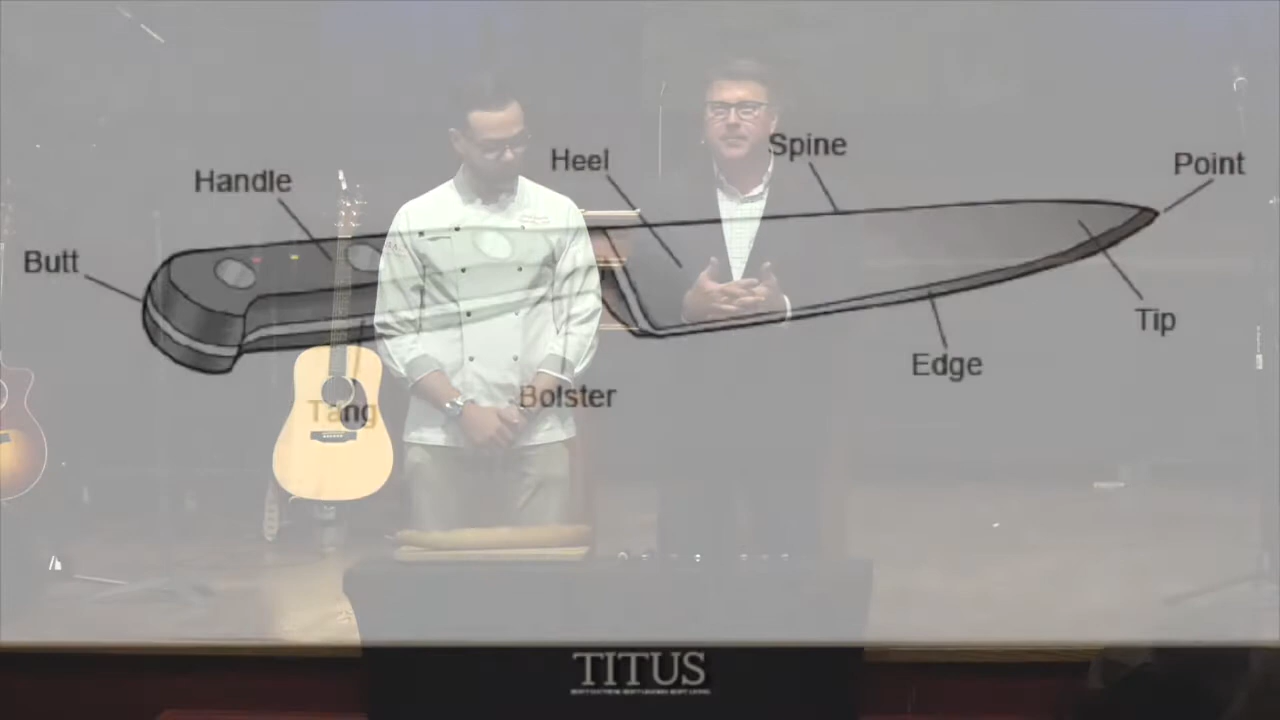 Spine
Heel
Point
Handle
Butt
Tip
Edge
Bolster
Tang
TITUS